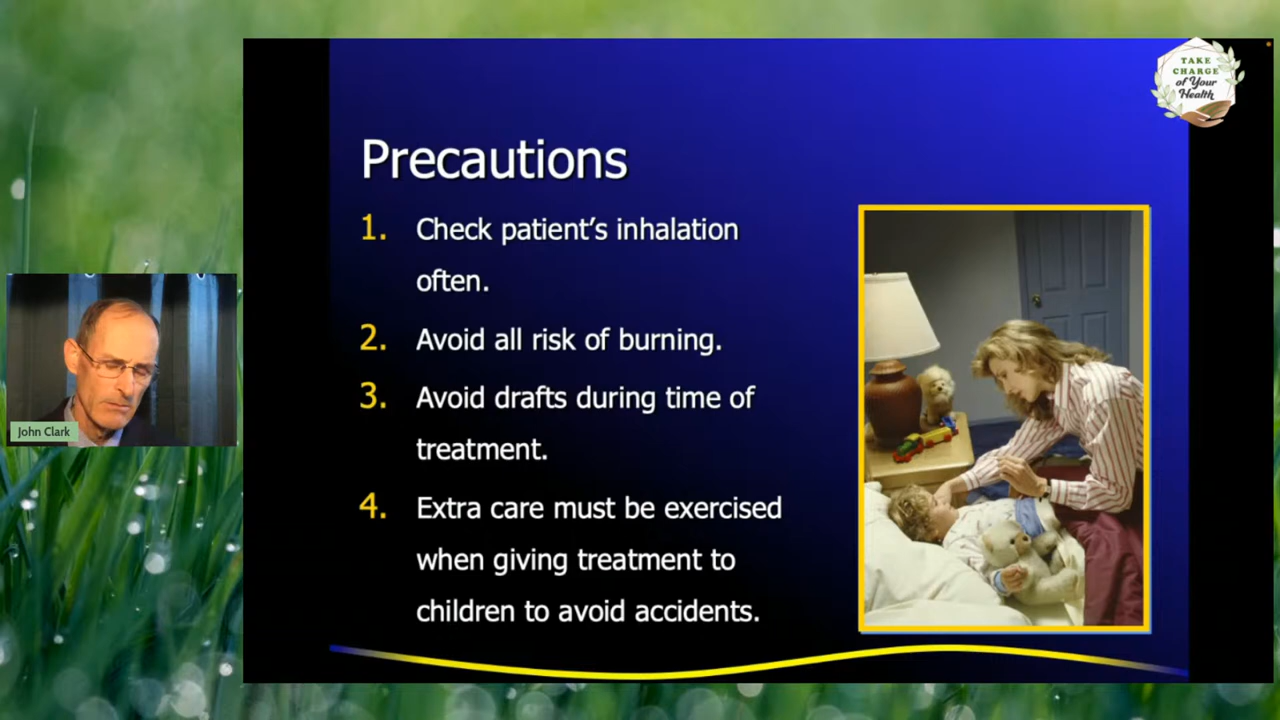 TAKE
CHARGE
of Your
Health
Precautions
1. Check patient's inhalation
often.
2. Avoid all risk of burning.
3. Avoid drafts during time of
treatment.
4. Extra care must be exercised
when giving treatment to
children to avoid accidents.
John Clark